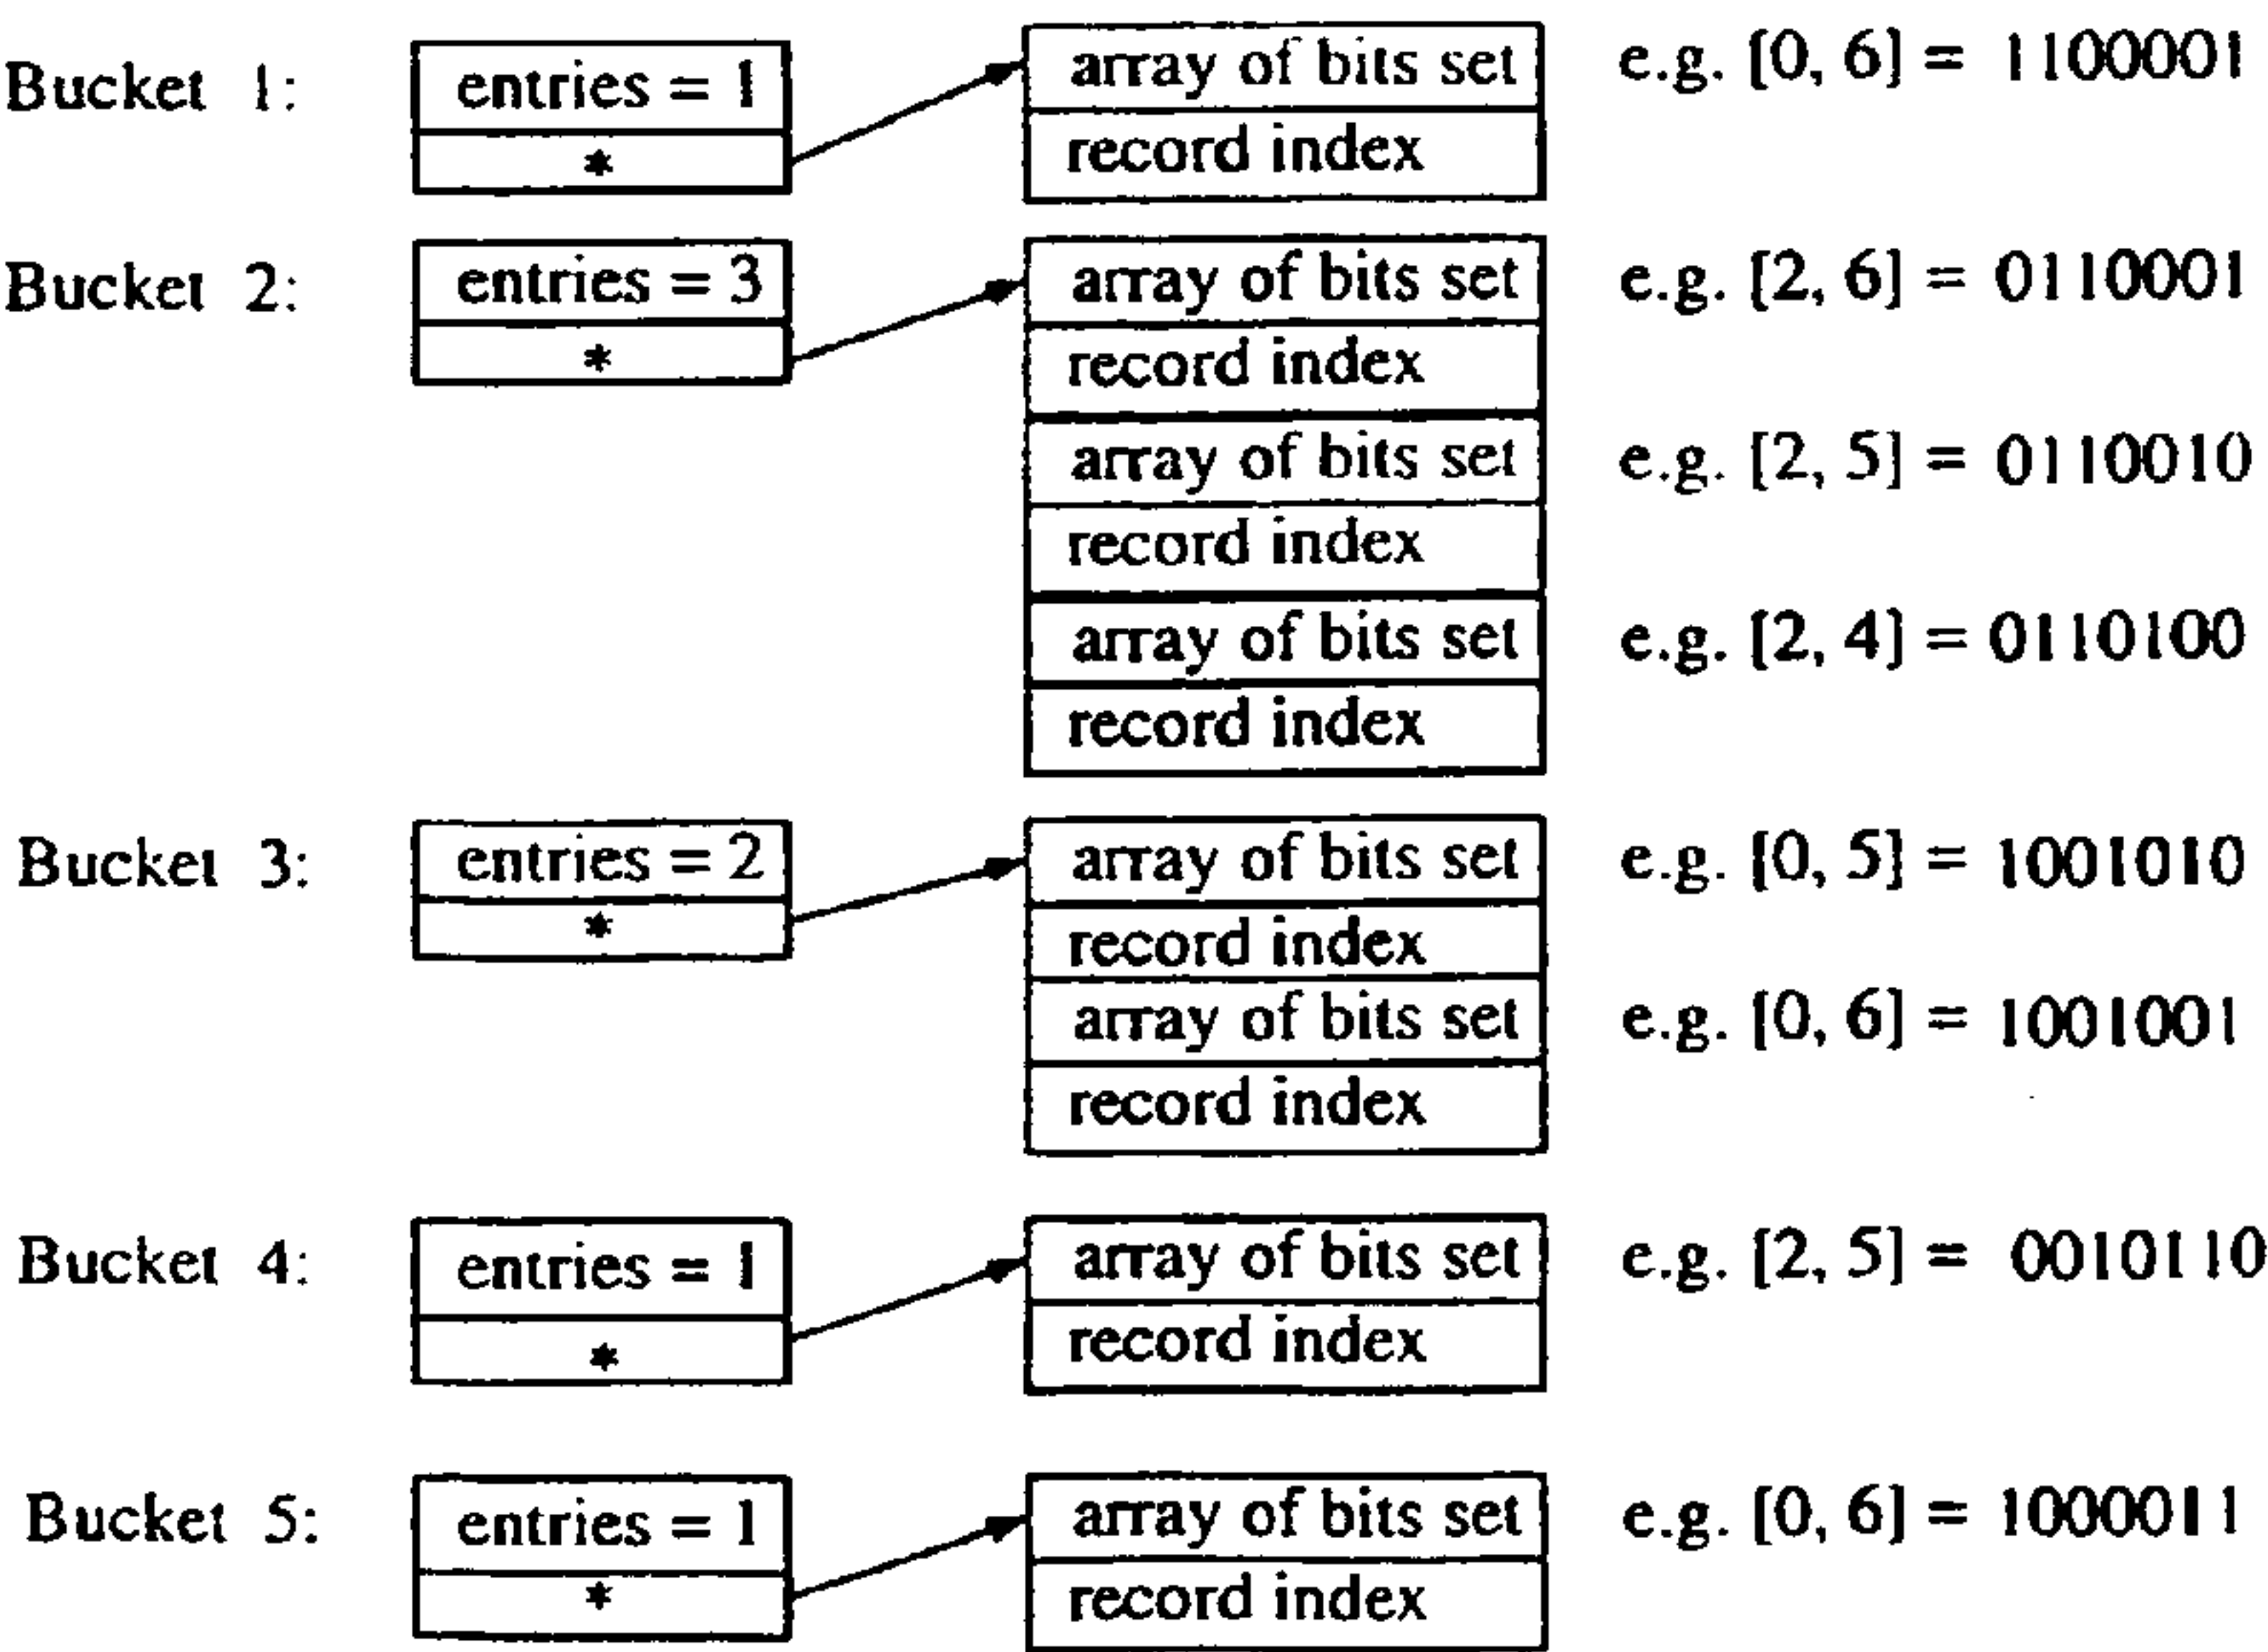 Bucket 1: entries = 1 array of bits set e.g. [0, 6] = 1100001
* record index
Bucket 2: entries = 3 array of bits set e.g. [2, 6] = 0110001
* record index
array of bits set e.g. [2, 5] = 0110010
record index
array of bits set e.g. [2, 4] = 0110100
record index
Bucket 3: entries = 2 array of bits set e.g. [0, 5] = 1001010
* record index
array of bits set e.g. [0, 6] = 1001001
record index
Bucket 4: entries = 1 array of bits set e.g. [2, 5] = 0010110
* record index
Bucket 5: entries = 1 array of bits set e.g. [0, 6] = 1000011
* record index